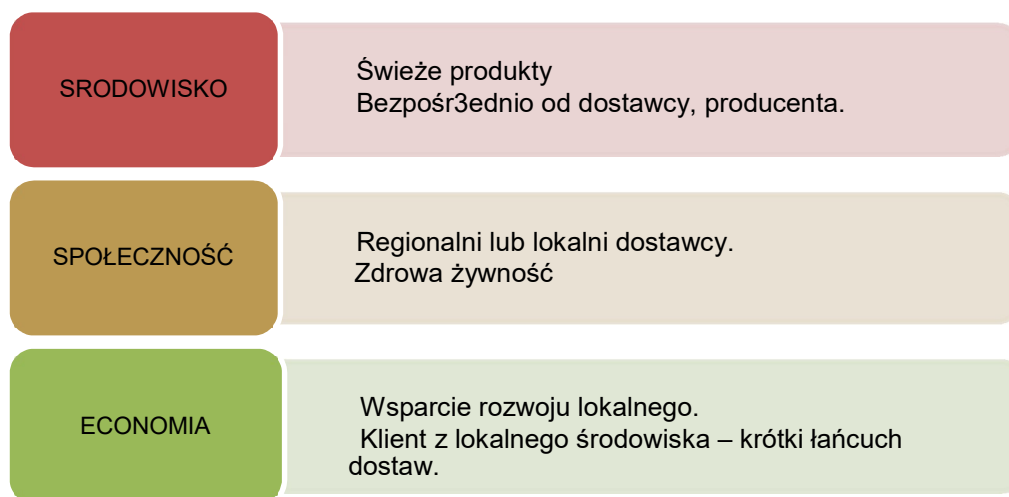 SRODOWISKO
Świeże produkty
Bezpośr3ednio od dostawcy, producenta.
SPOŁECZNOŚĆ
Regionalni lub lokalni dostawcy.
Zdrowa żywność
ECONOMIA
Wsparcie rozwoju lokalnego.
Klient z lokalnego środowiska – krótki łańcuch
dostaw.